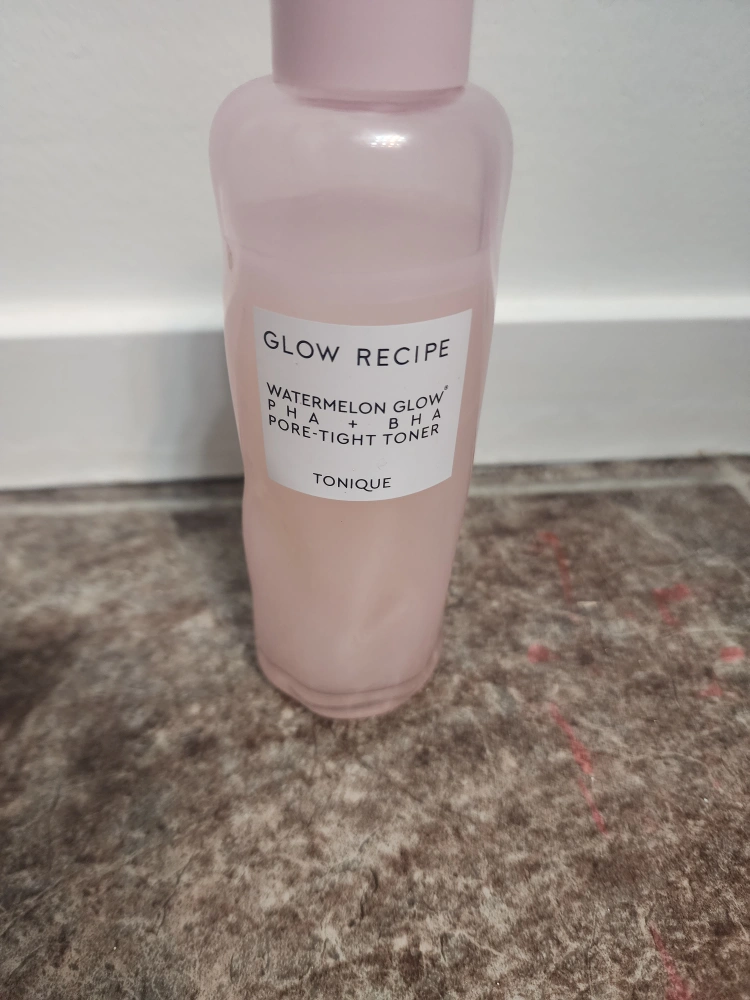 GLOW RECIPE
WATERMELON GLOW®
PHA + BHA
PORE-TIGHT TONER
TONIQUE